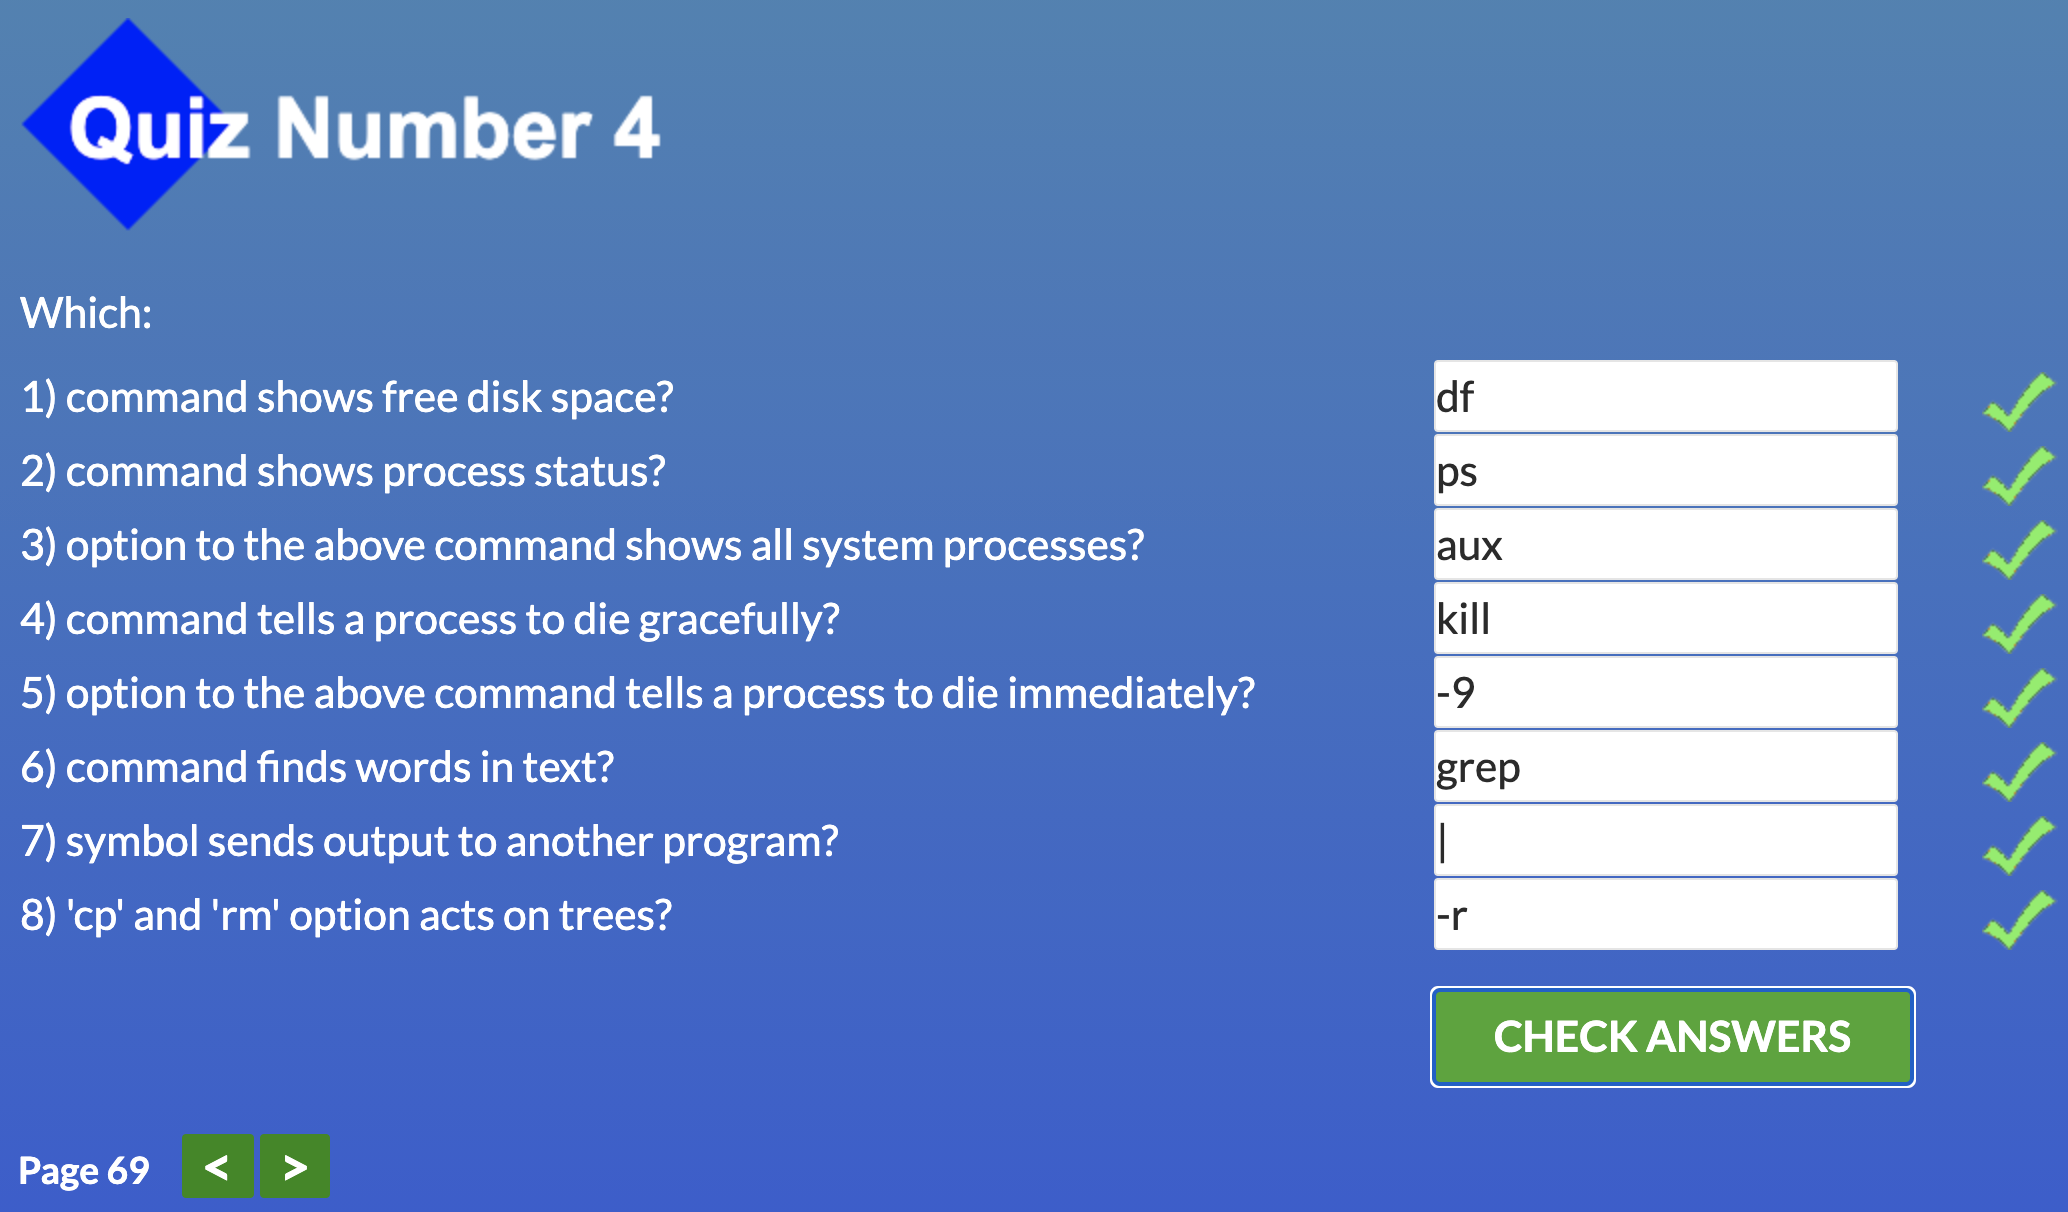 Quiz Number 4
Which:
1) command shows free disk space? df
2) command shows process status? ps
3) option to the above command shows all system processes? aux
4) command tells a process to die gracefully? kill
5) option to the above command tells a process to die immediately? -9
6) command finds words in text? grep
7) symbol sends output to another program? |
8) 'cp' and 'rm' option acts on trees? -r
CHECK ANSWERS
Page 69 < >